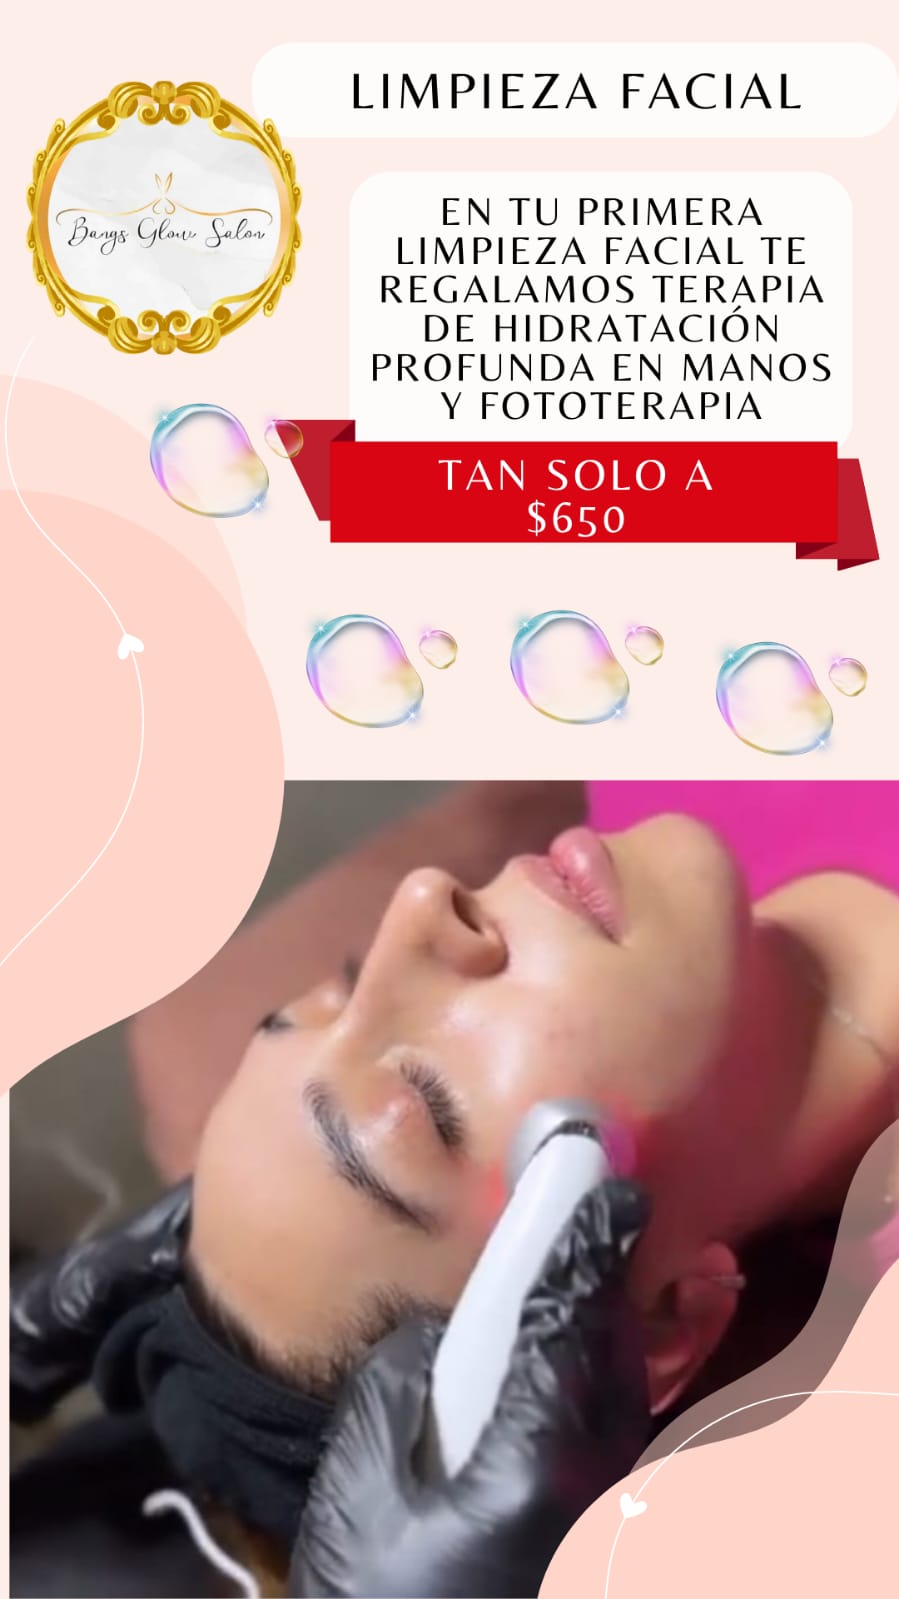 LIMPIEZA FACIAL
Bangs Glow Salon
EN TU PRIMERA
LIMPIEZA FACIAL TE
REGALAMOS TERAPIA
DE HIDRATACIÓN
PROFUNDA EN MANOS
Y FOTOTERAPIA
TAN SOLO A
$650